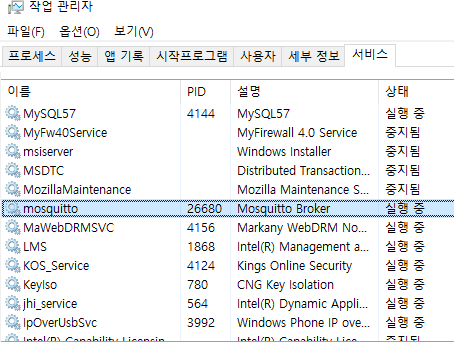 작업 관리자
파일(F) 옵션(O) 보기(V)
프로세스 성능 앱 기록 시작프로그램 사용자 세부 정보 서비스
이름 PID 설명 상태
MySQL57 4144 MySQL57 실행 중
MyFw40Service MyFirewall 4.0 Service 중지됨
msiserver Windows Installer 중지됨
MSDTC Distributed Transaction... 중지됨
MozillaMaintenance Mozilla Maintenance S... 중지됨
mosquitto 26680 Mosquitto Broker 실행 중
MaWebDRMSVC 4156 Markany WebDRM No... 실행 중
LMS 1868 Intel(R) Management a... 실행 중
KOS_Service 4124 Kings Online Security 실행 중
KeyIso 780 CNG Key Isolation 실행 중
jhi_service 564 Intel(R) Dynamic Appli... 실행 중
IpOverUsbSvc 3992 Windows Phone IP ove... 실행 중
Intel(R) Capability Licensin... Intel(R) Capability Lice...